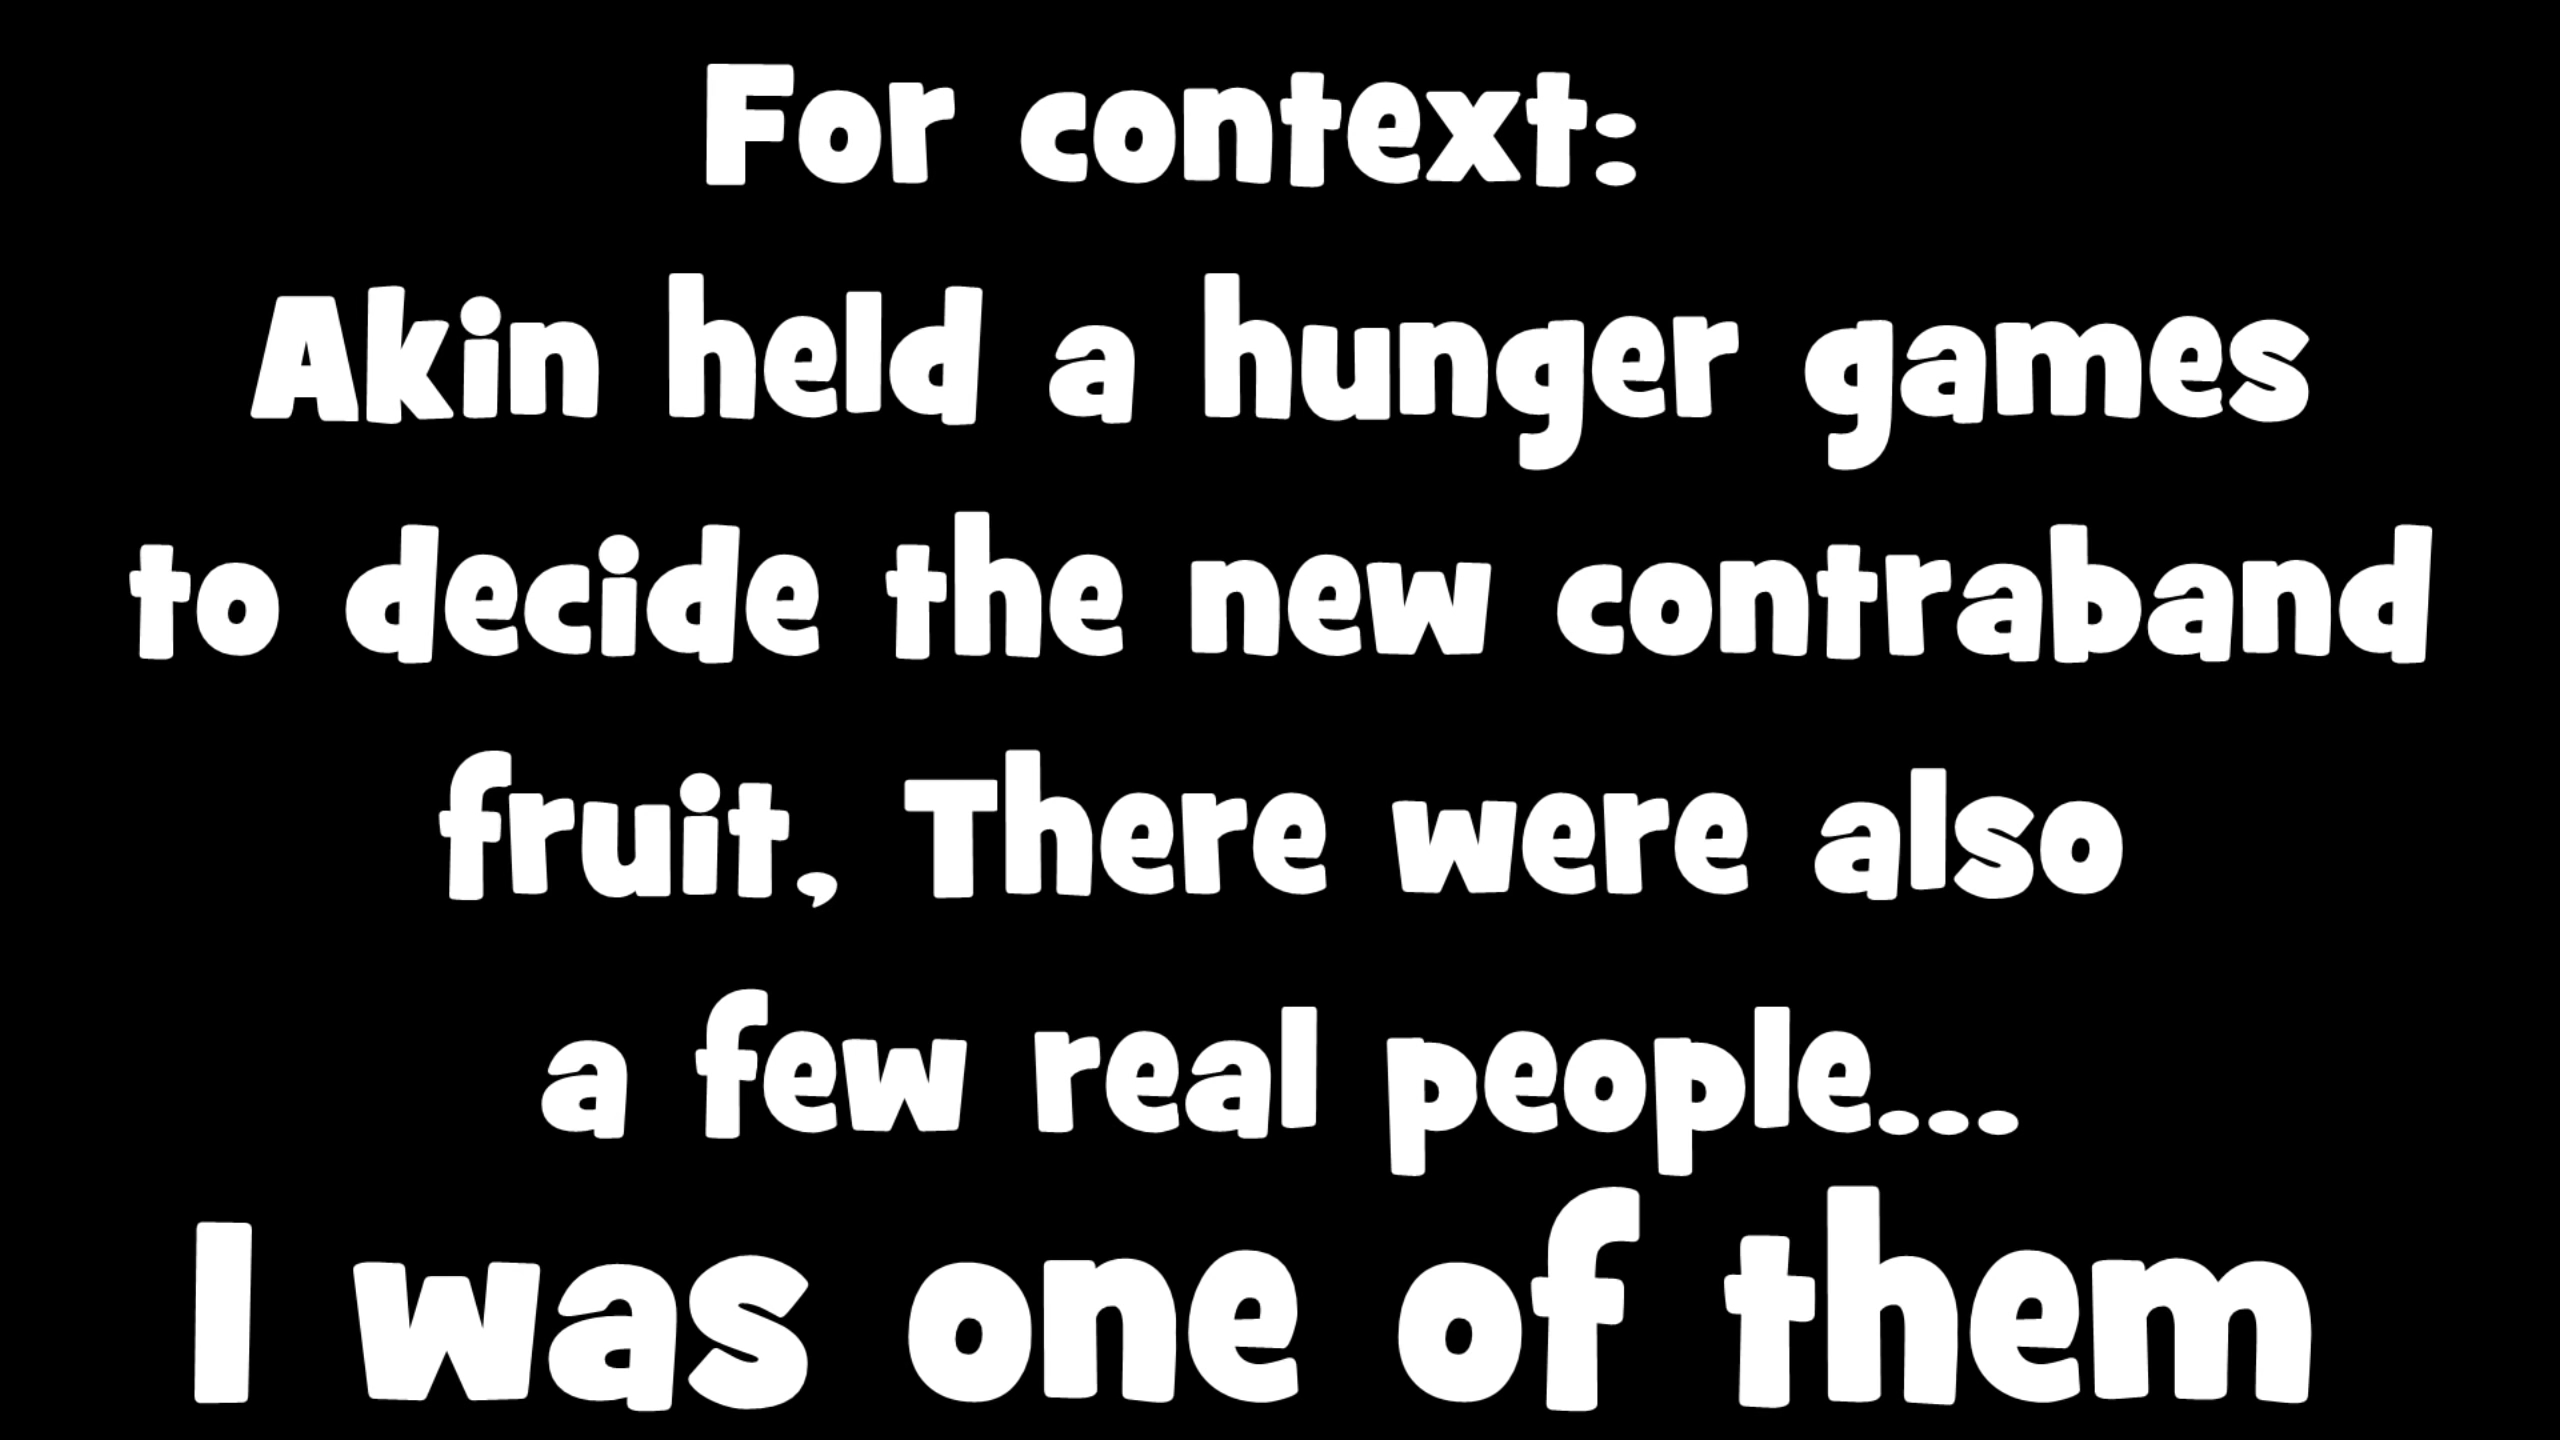 For context:
Akin held a hunger games
to decide the new contraband
fruit, There were also
a few real people...
I was one of them